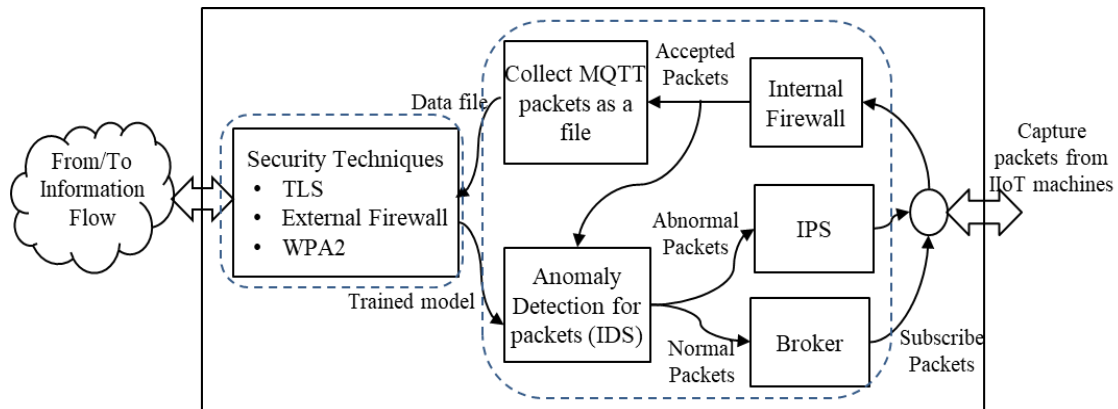 From/To
Information
Flow
Security Techniques
• TLS
• External Firewall
• WPA2
Data file
Trained model
Collect MQTT
packets as a
file
Accepted
Packets
Internal
Firewall
Anomaly
Detection for
packets (IDS)
Abnormal
Packets
IPS
Normal
Packets
Broker
Subscribe
Packets
Capture
packets from
IIoT machines